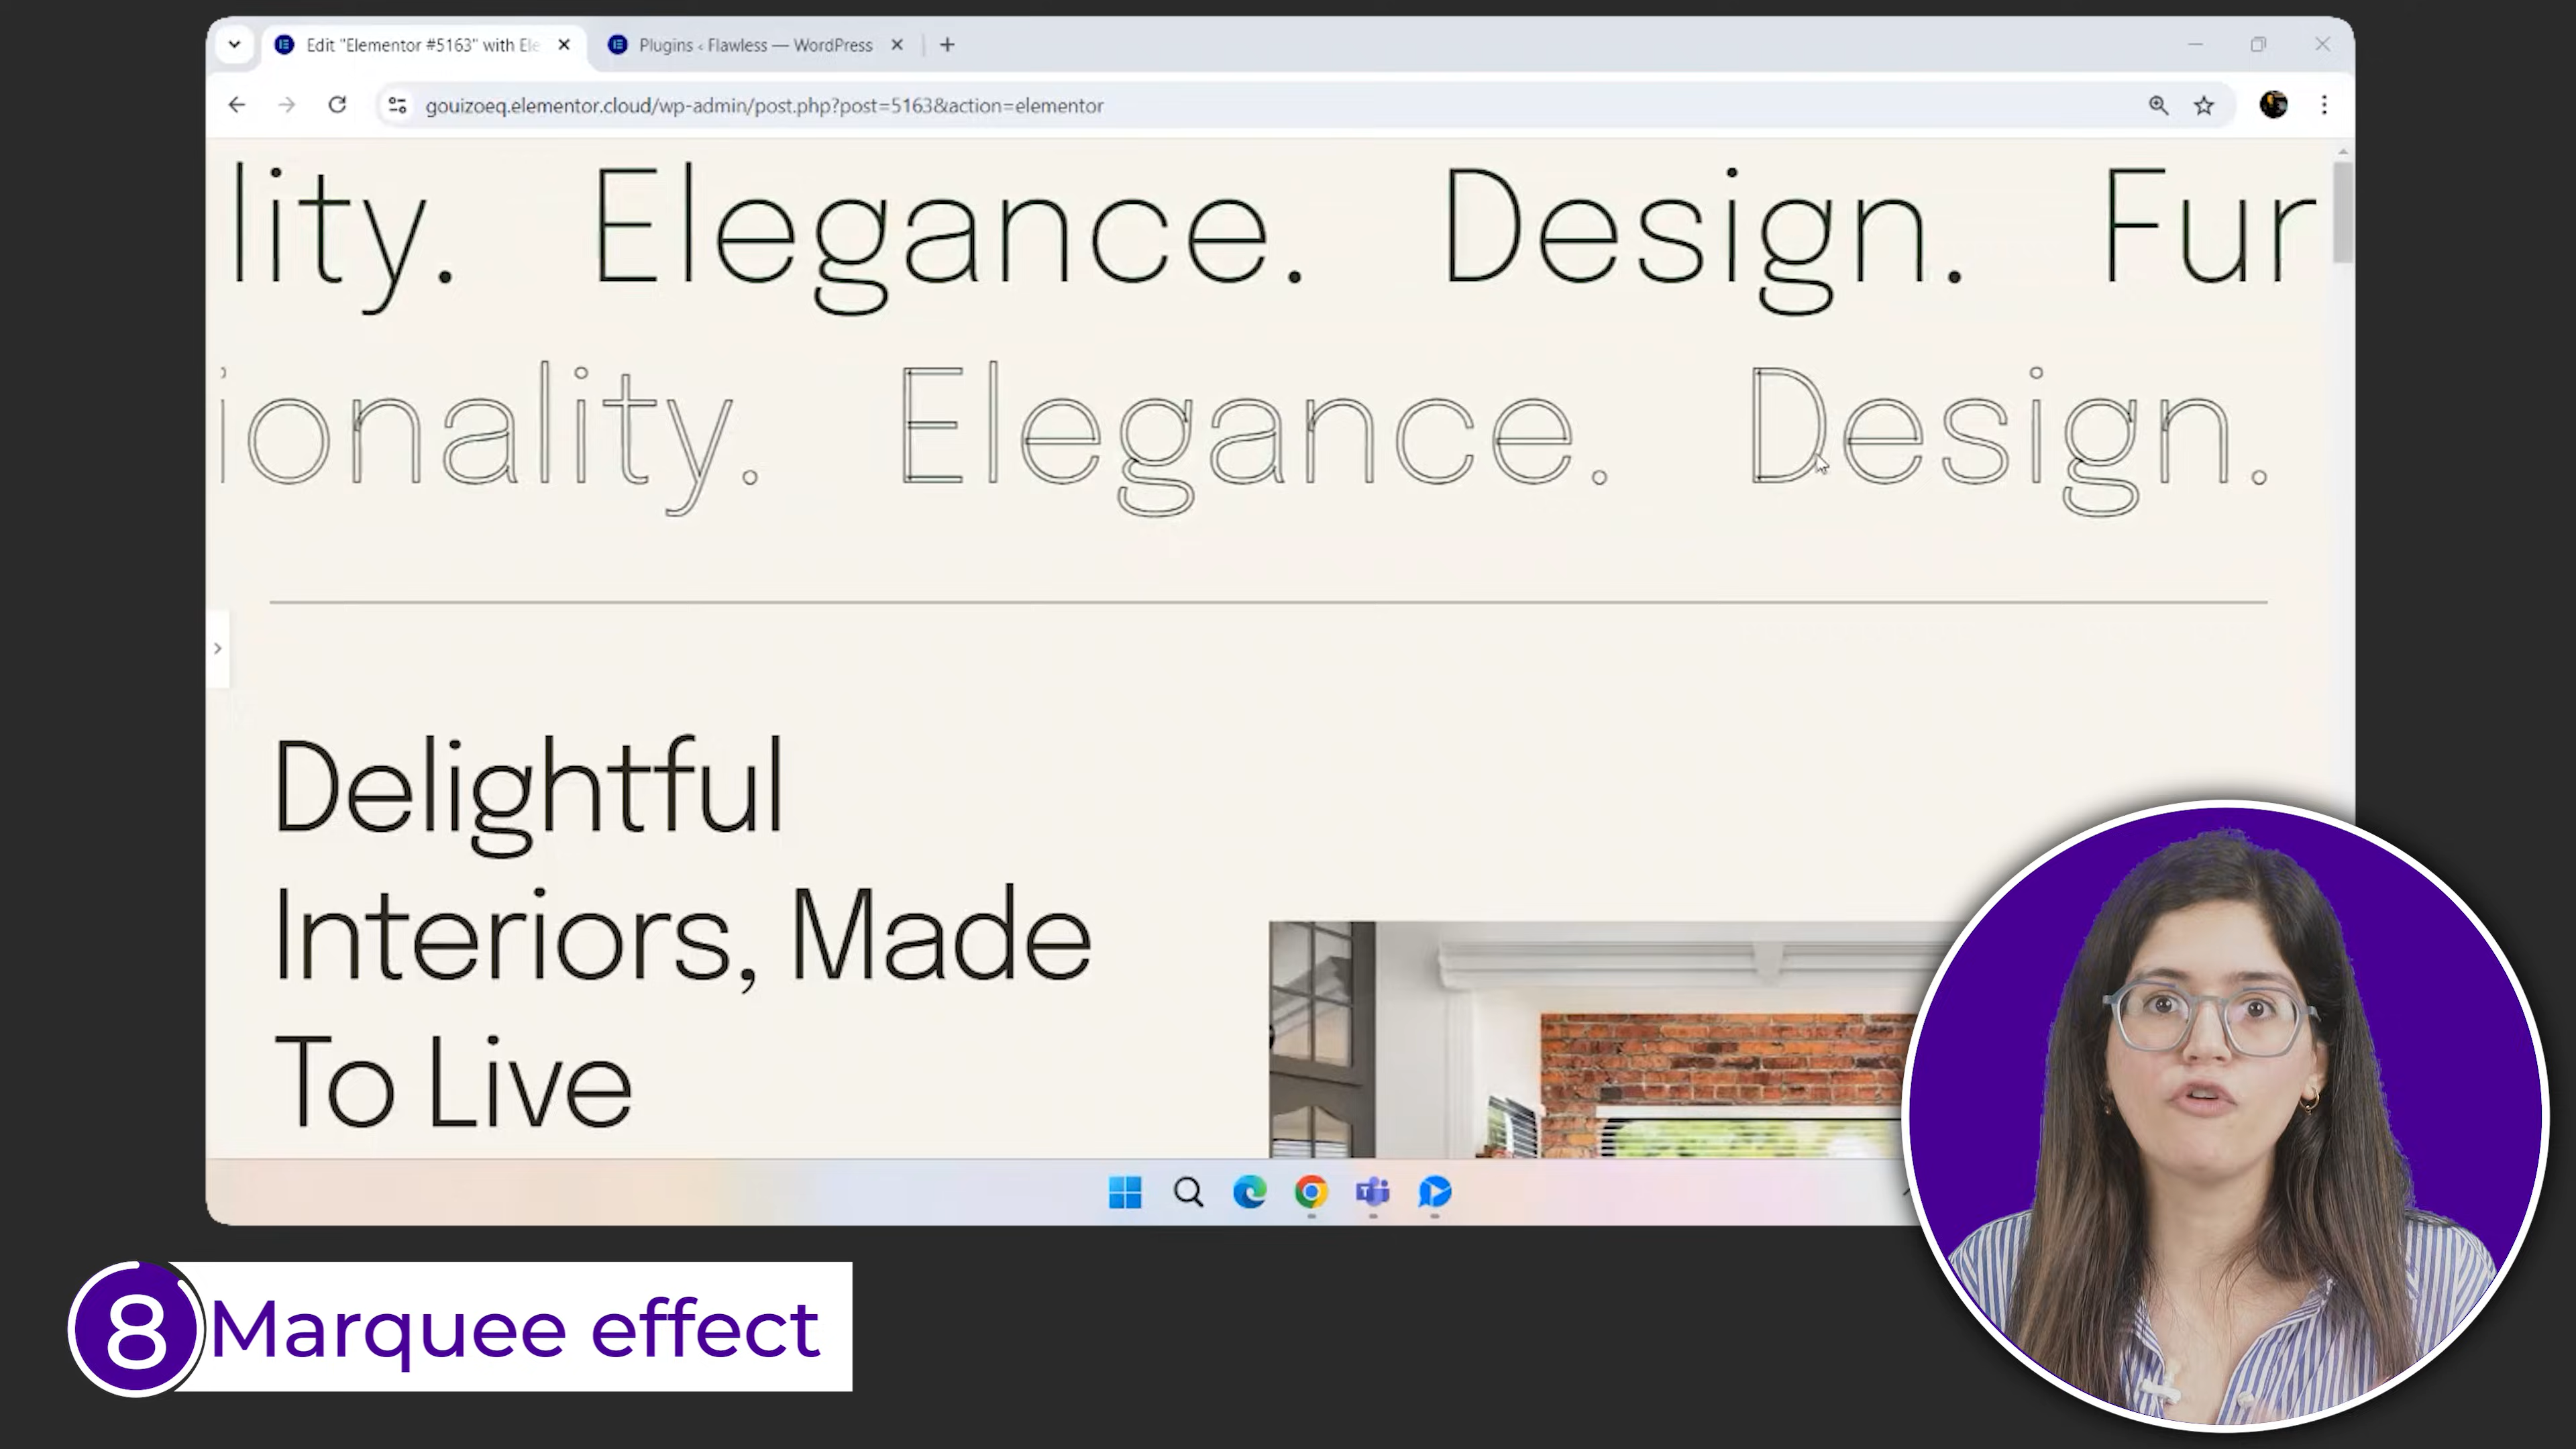 Edit "Elementor #5163" with Ele
Plugins ‹ Flawless — WordPress
gouizoeq.elementor.cloud/wp-admin/post.php?post=5163&action=elementor
lity. Elegance. Design. Fur
ionality. Elegance. Design.
Delightful
Interiors, Made
To Live
8 Marquee effect